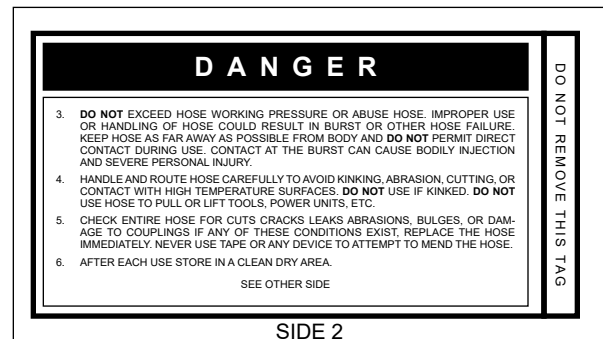 DANGER
3. DO NOT EXCEED HOSE WORKING PRESSURE OR ABUSE HOSE. IMPROPER USE
OR HANDLING OF HOSE COULD RESULT IN BURST OR OTHER HOSE FAILURE.
KEEP HOSE AS FAR AWAY AS POSSIBLE FROM BODY AND DO NOT PERMIT DIRECT
CONTACT DURING USE. CONTACT AT THE BURST CAN CAUSE BODILY INJECTION
AND SEVERE PERSONAL INJURY.
4. HANDLE AND ROUTE HOSE CAREFULLY TO AVOID KINKING, ABRASION, CUTTING, OR
CONTACT WITH HIGH TEMPERATURE SURFACES. DO NOT USE IF KINKED. DO NOT
USE HOSE TO PULL OR LIFT TOOLS, POWER UNITS, ETC.
5. CHECK ENTIRE HOSE FOR CUTS CRACKS LEAKS ABRASIONS, BULGES, OR DAM-
AGE TO COUPLINGS IF ANY OF THESE CONDITIONS EXIST, REPLACE THE HOSE
IMMEDIATELY. NEVER USE TAPE OR ANY DEVICE TO ATTEMPT TO MEND THE HOSE.
6. AFTER EACH USE STORE IN A CLEAN DRY AREA.
SEE OTHER SIDE
DO NOT REMOVE THIS TAG
SIDE 2